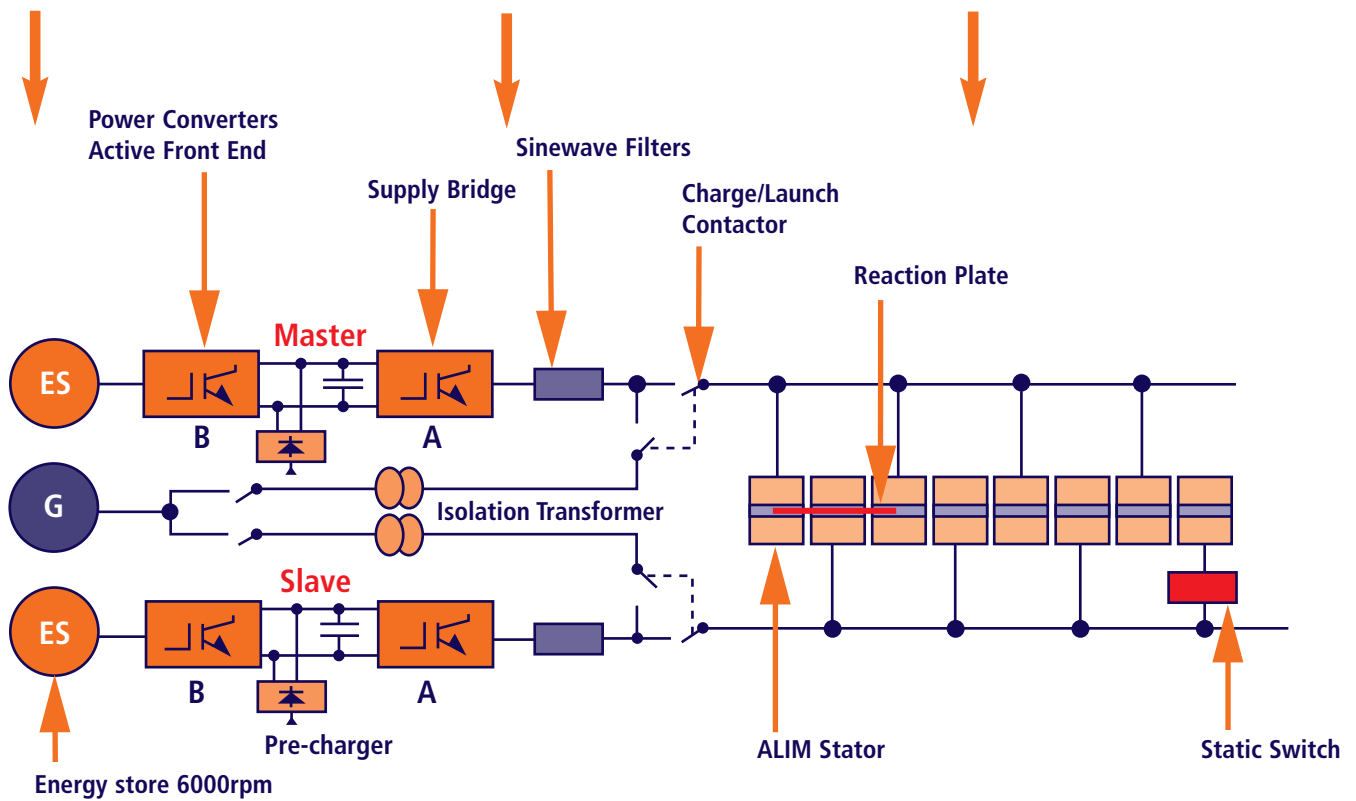 Power Converters
Active Front End
Sinewave Filters
Supply Bridge
Charge/Launch
Contactor
Reaction Plate
Master
ES
B
A
G
Isolation Transformer
Slave
ES
B
A
Pre-charger
ALIM Stator
Static Switch
Energy store 6000rpm